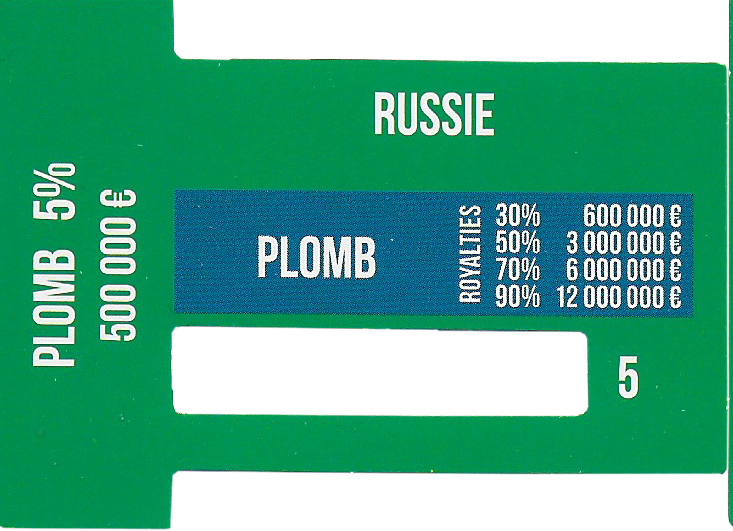 RUSSIE
PLOMB 5%
500 000 €
PLOMB
ROYALTIES
30% 600 000 €
50% 3 000 000 €
70% 6 000 000 €
90% 12 000 000 €
5